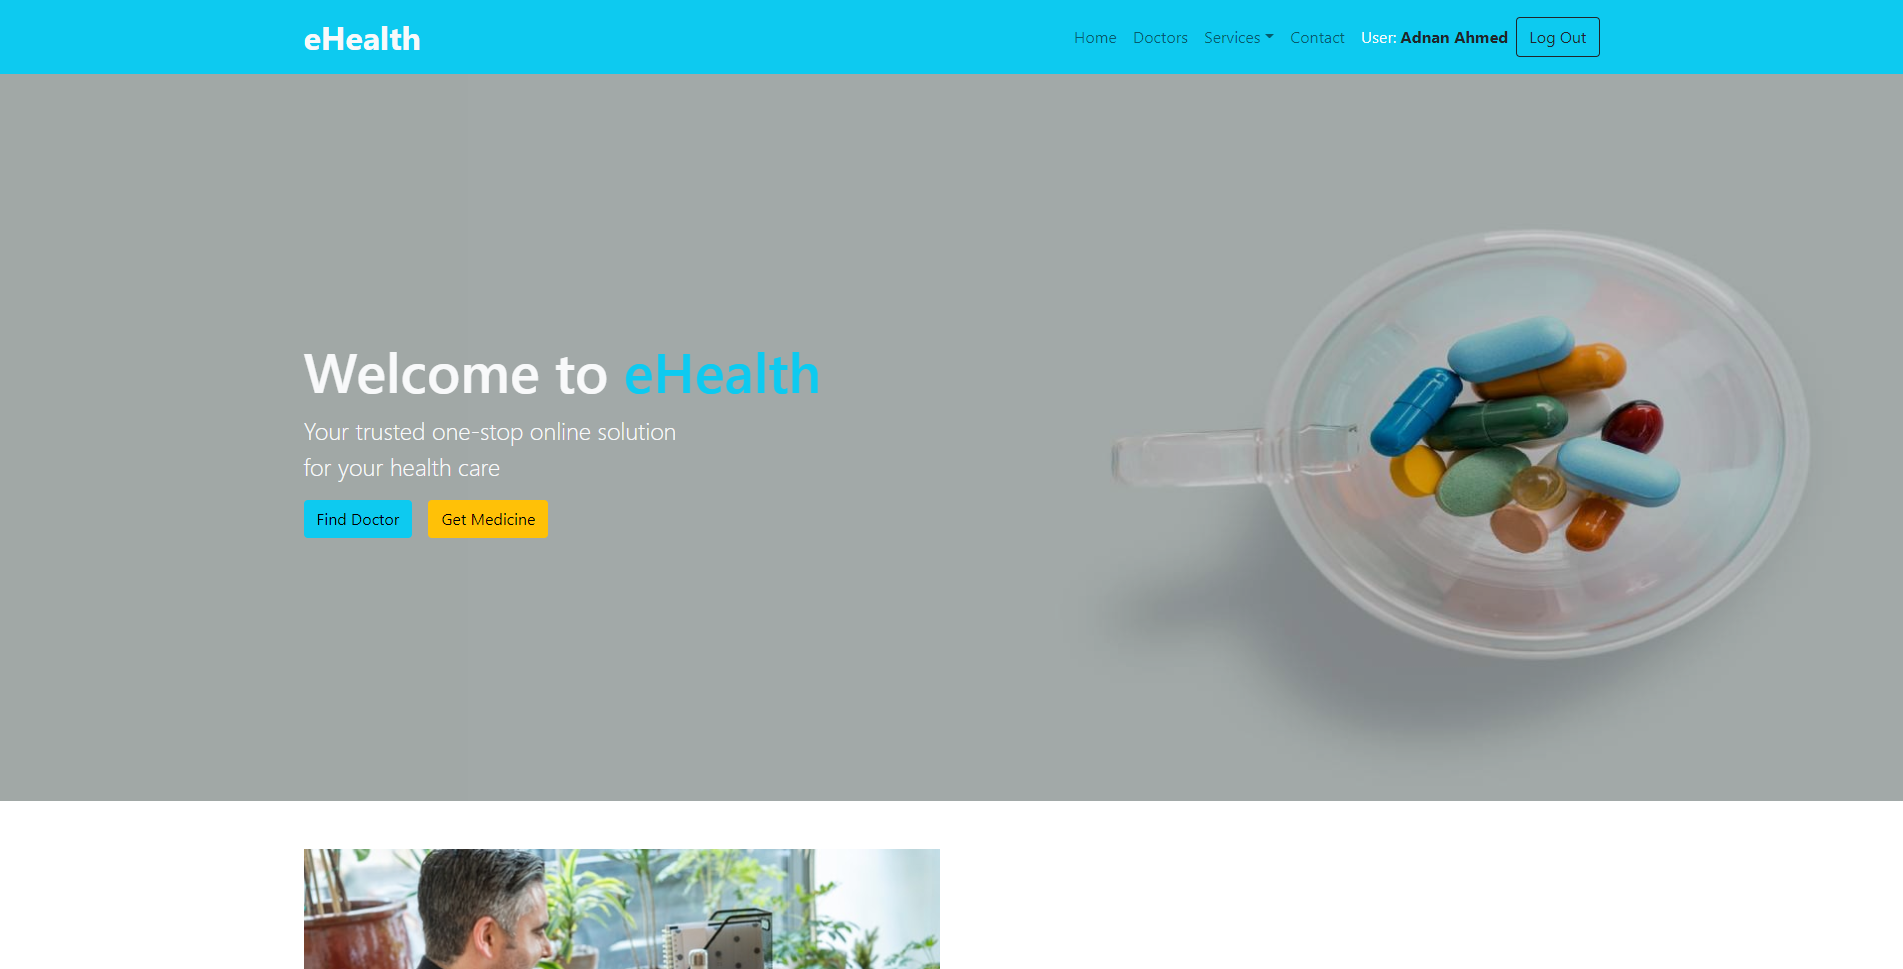 eHealth
Home Doctors Services Contact User: Adnan Ahmed Log Out
Welcome to eHealth
Your trusted one-stop online solution
for your health care
Find Doctor Get Medicine